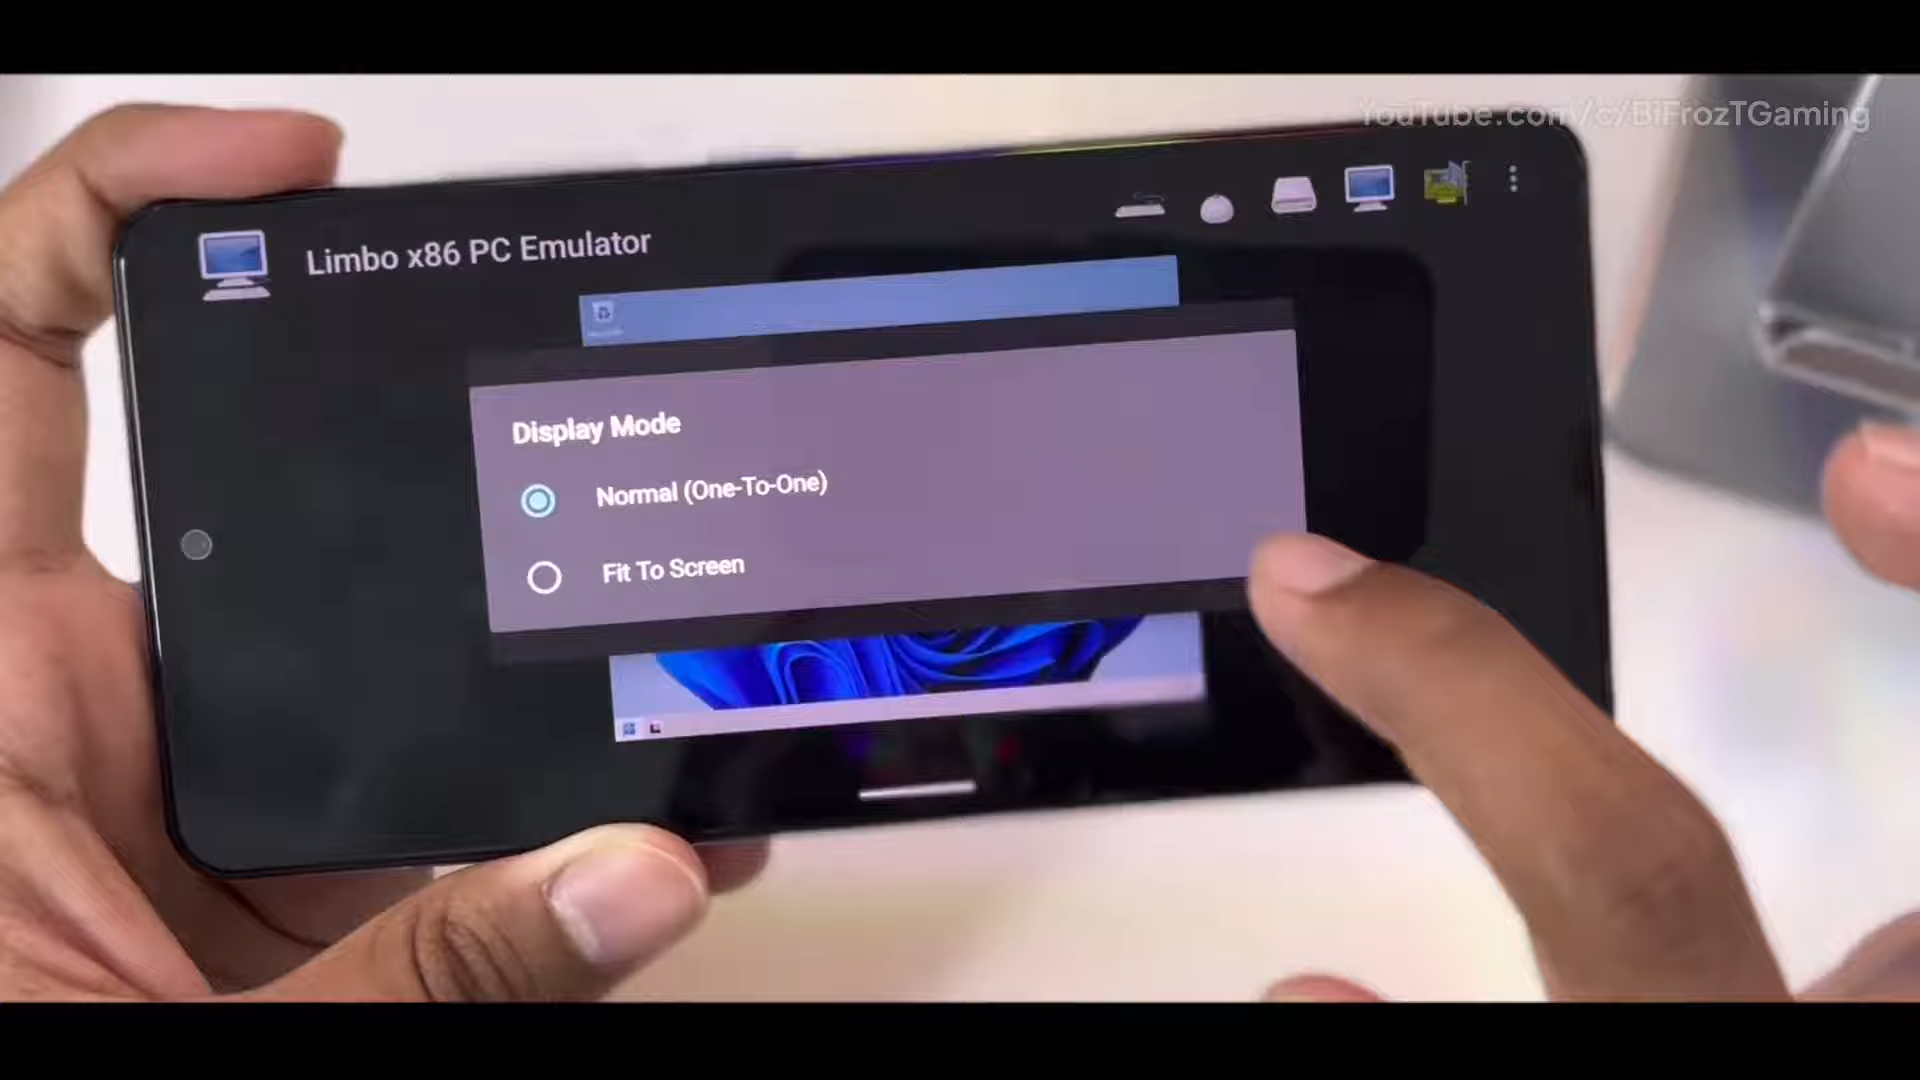 YouTube.com/c/BiFrozTGaming
Limbo x86 PC Emulator
Display Mode
Normal (One-To-One)
Fit To Screen